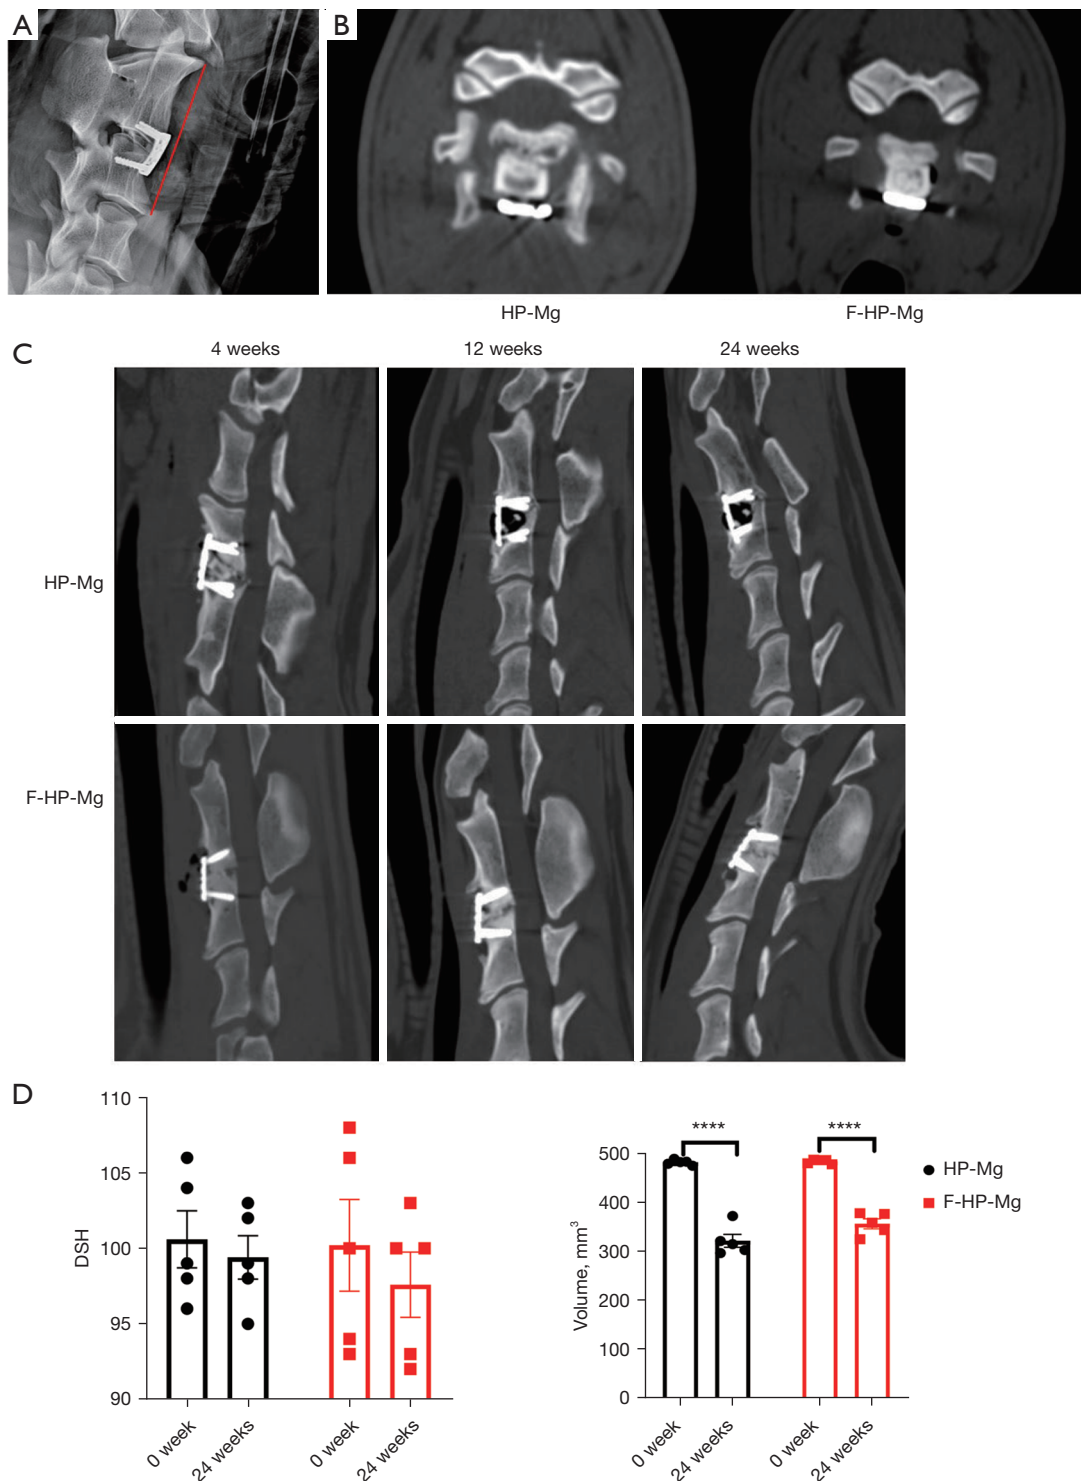 A
B
HP-Mg
F-HP-Mg
C
4 weeks
12 weeks
24 weeks
HP-Mg
F-HP-Mg
D
110
105
100
95
90
DSH
0 week
24 weeks
0 week
24 weeks
****
****
500
400
300
200
100
0
Volume, mm³
0 week
24 weeks
0 week
24 weeks
HP-Mg
F-HP-Mg